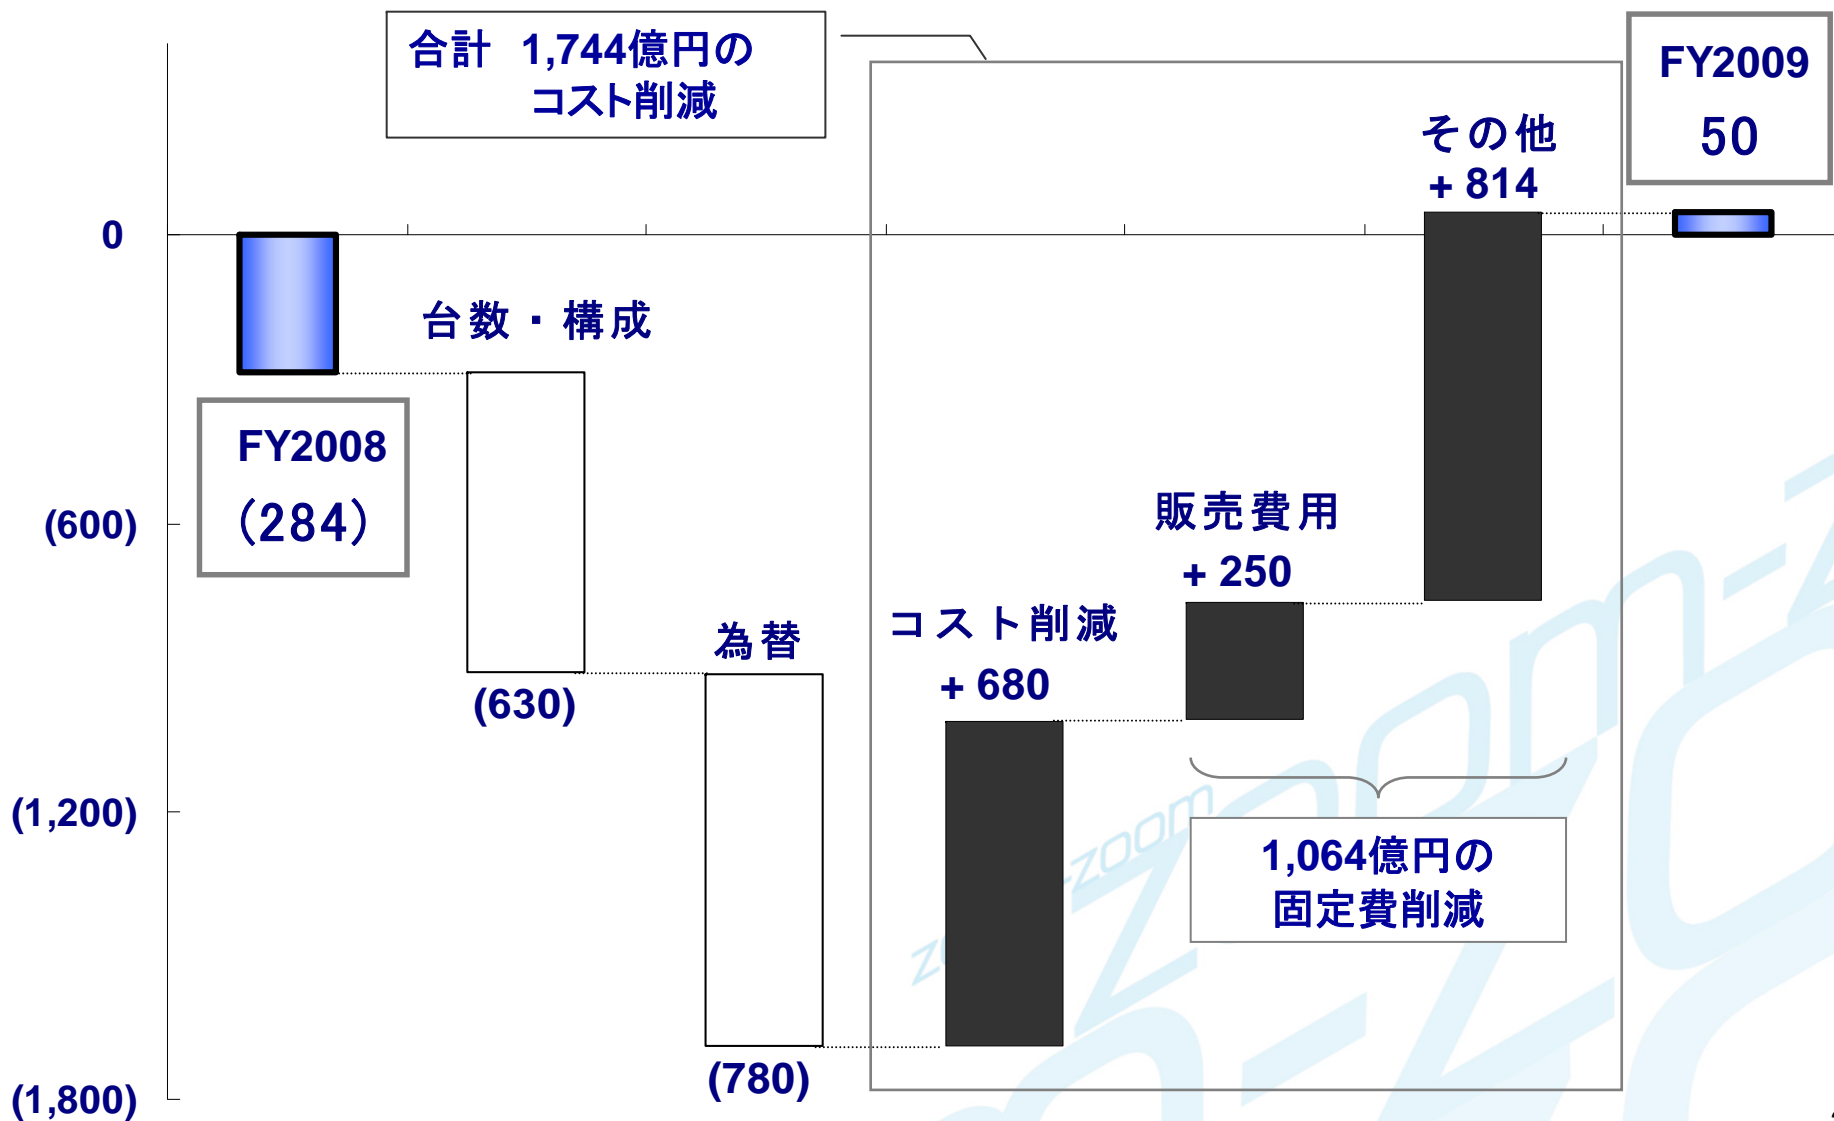 合計 1,744億円の
コスト削減
FY2009
50
その他
+ 814
0
台数・構成
FY2008
(284)
(600)
販売費用
+ 250
為替
コスト削減
+ 680
(630)
(1,200)
1,064億円の
固定費削減
(780)
(1,800)
zoom-zoom